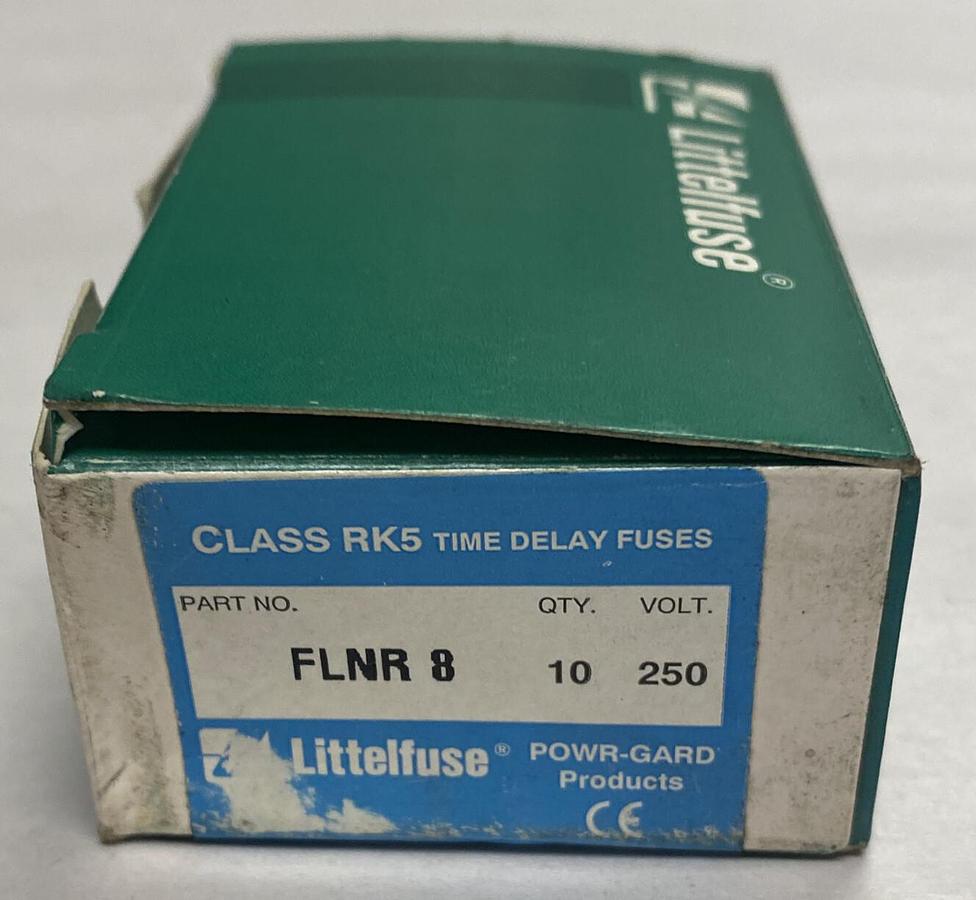 Littelfuse®
CLASS RK5 TIME DELAY FUSES
PART NO. QTY. VOLT.
FLNR 8 10 250
Littelfuse® POWR-GARD
Products
CE